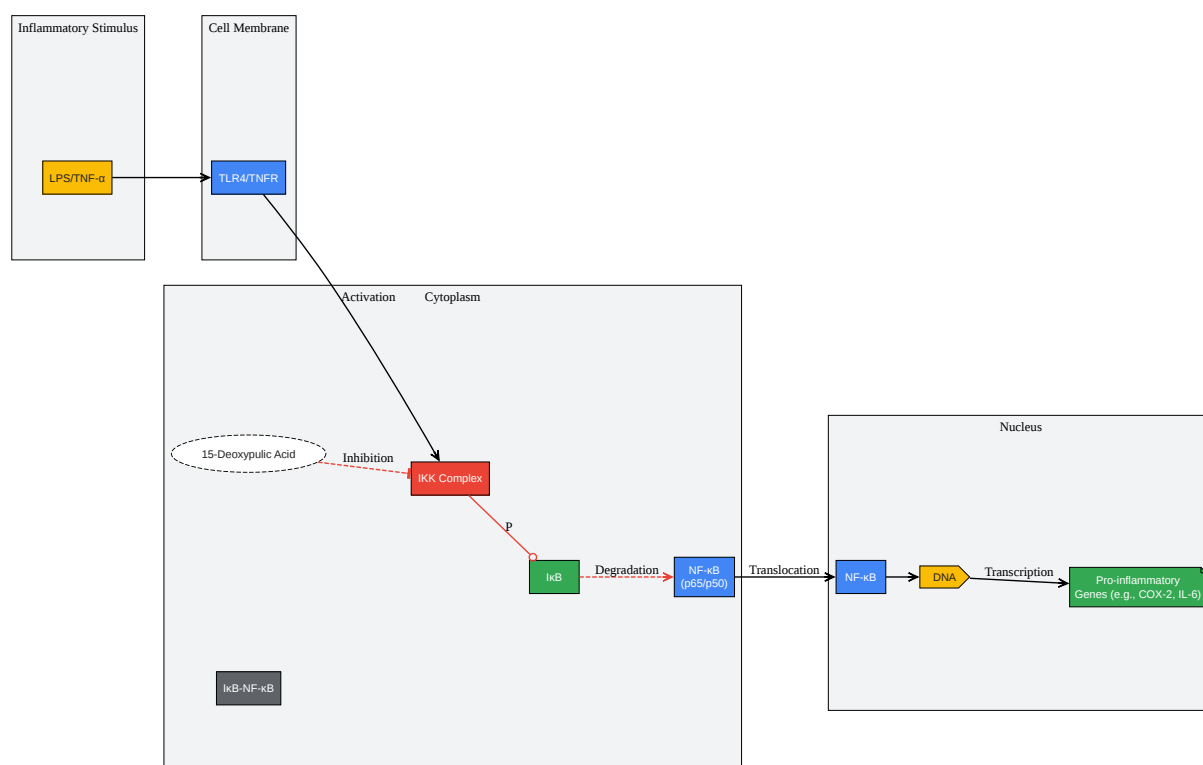 Inflammatory Stimulus
Cell Membrane
LPS/TNF-α
TLR4/TNFR
Activation
Cytoplasm
15-Deoxypulic Acid
Inhibition
IKK Complex
P
IκB
Degradation
NF-κB
(p65/p50)
Translocation
IκB-NF-κB
Nucleus
NF-κB
DNA
Transcription
Pro-inflammatory
Genes (e.g., COX-2, IL-6)